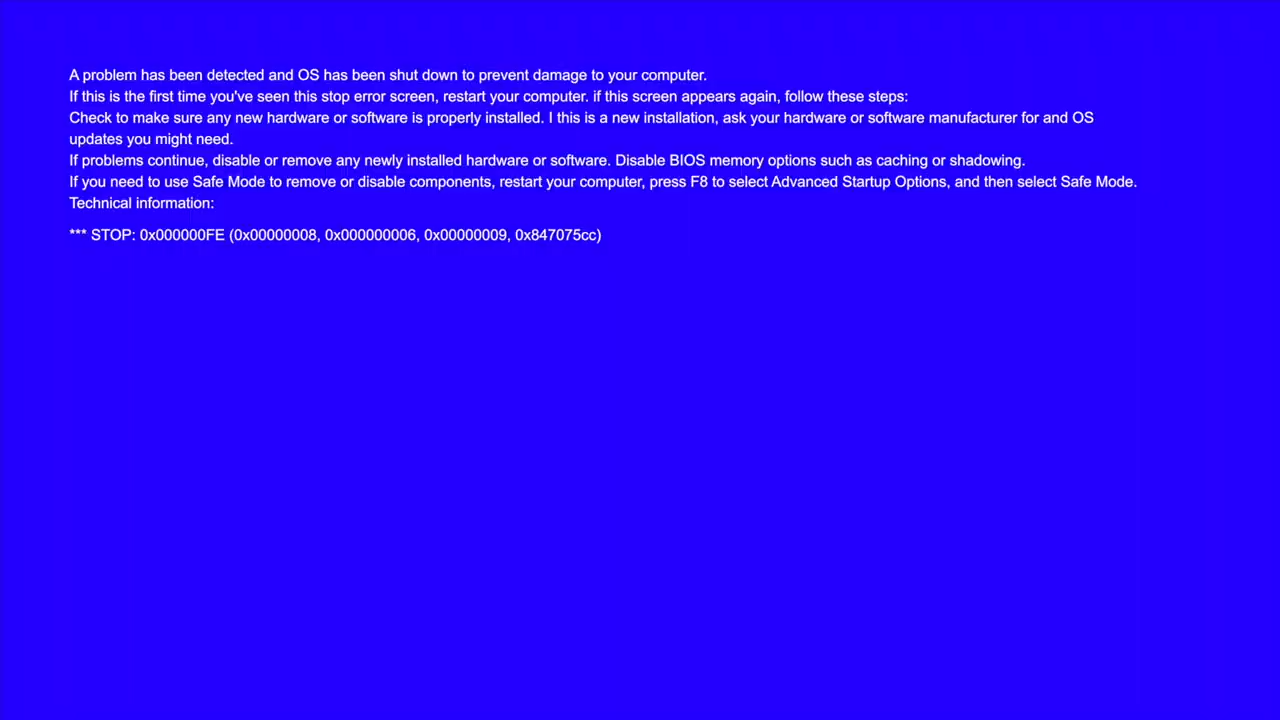 A problem has been detected and OS has been shut down to prevent damage to your computer.
If this is the first time you've seen this stop error screen, restart your computer. if this screen appears again, follow these steps:
Check to make sure any new hardware or software is properly installed. I this is a new installation, ask your hardware or software manufacturer for and OS
updates you might need.
If problems continue, disable or remove any newly installed hardware or software. Disable BIOS memory options such as caching or shadowing.
If you need to use Safe Mode to remove or disable components, restart your computer, press F8 to select Advanced Startup Options, and then select Safe Mode.
Technical information:
*** STOP: 0x000000FE (0x00000008, 0x000000006, 0x00000009, 0x847075cc)